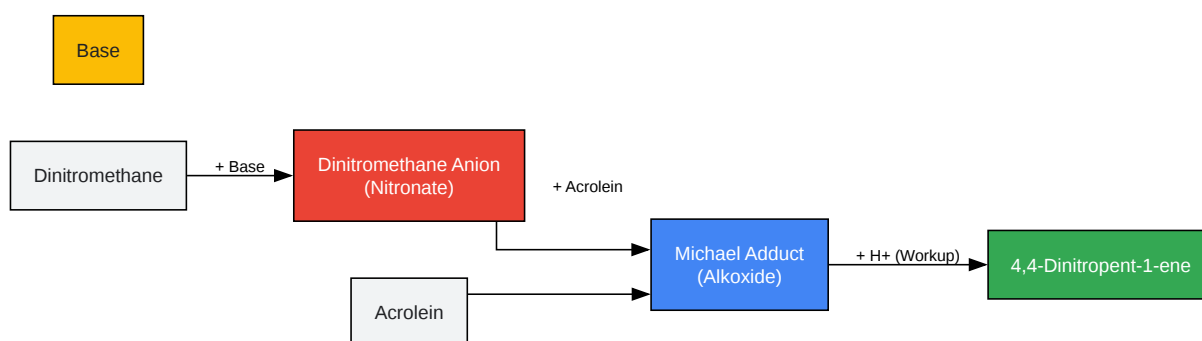 Base
Dinitromethane
+ Base
Dinitromethane Anion
(Nitronate)
+ Acrolein
Acrolein
Michael Adduct
(Alkoxide)
+ H+ (Workup)
4,4-Dinitropent-1-ene